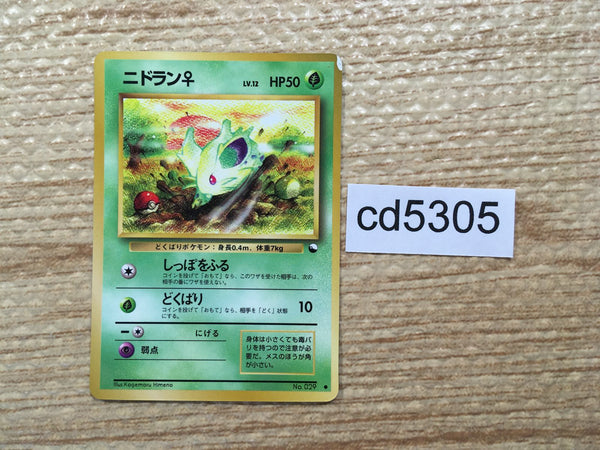 ニドラン♀ LV.12 HP50
どくばりポケモン：身長0.4m、体重7kg
しっぽをふる
コインを投げて「おもて」なら、このワザを受けた相手は、次の
相手の番にワザを使えない。
どくばり 10
コインを投げて「おもて」なら、相手を「どく」状態
にする。
にげる
弱点
身体は小さくても毒バ
リを持つので注意が必
要だ。メスのほうが角
が小さい。
Illus. Kagemaru Himeno
No. 029
cd5305